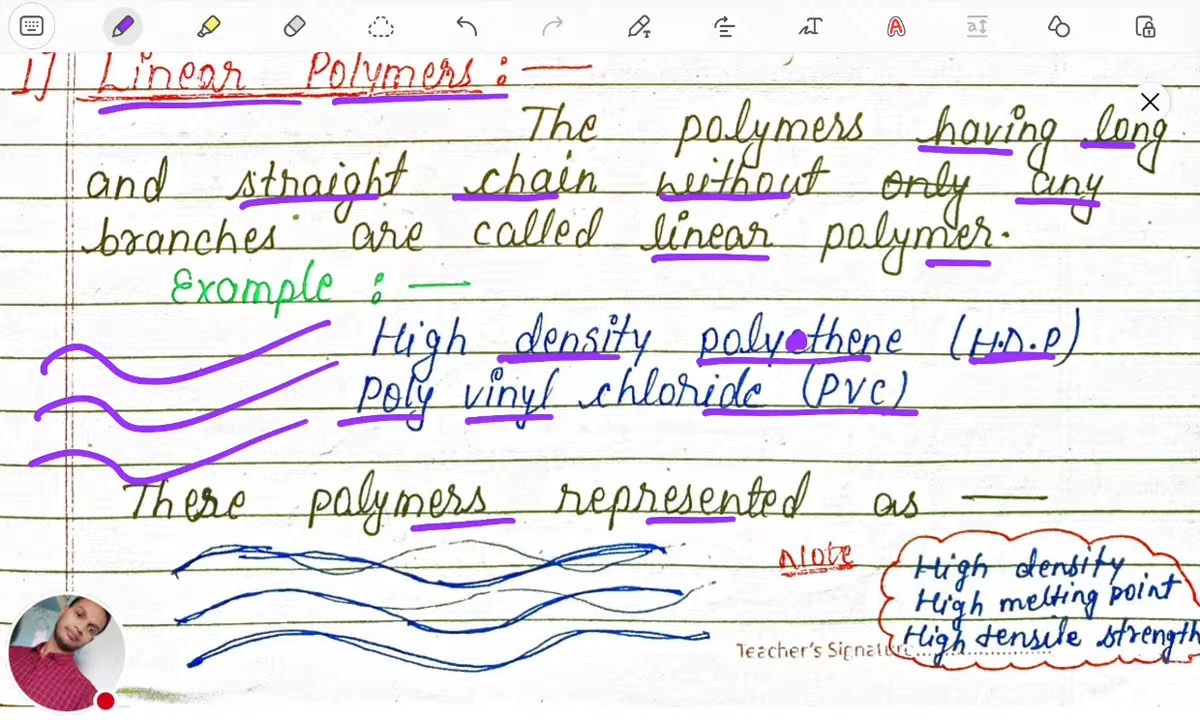 1] Linear Polymers : —
The polymers having long
and straight chain without only any
branches are called linear polymer.
Example : —
High density polyethene (H.D.P)
Poly vinyl chloride (PVC)
There polymers represented as —
Note
High density
High melting point
High tensile strength
Teacher's Signature